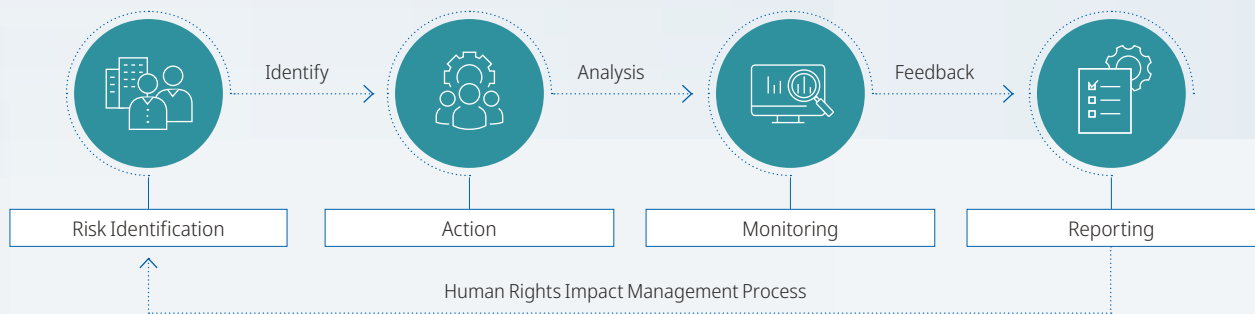 Identify
Analysis
Feedback
Risk Identification
Action
Monitoring
Reporting
Human Rights Impact Management Process